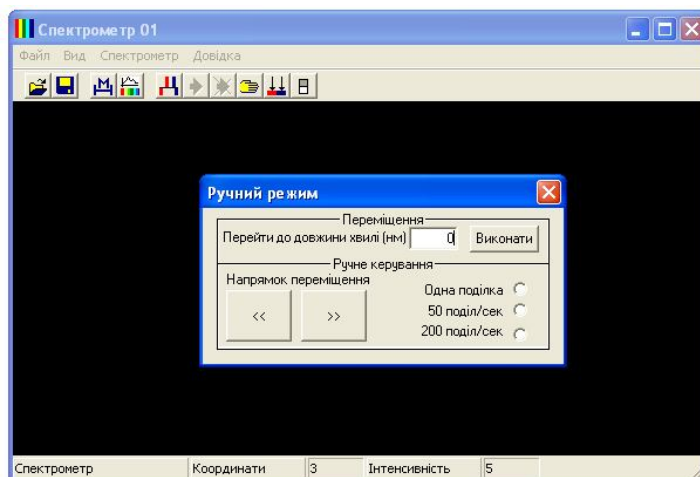 Спектрометр 01
Файл Вид Спектрометр Довідка
Ручний режим
Переміщення
Перейти до довжини хвилі (нм) 0 Виконати
Ручне керування
Напрямок переміщення
<< >>
Одна поділка
50 поділ/сек
200 поділ/сек
Спектрометр Координати 3 Інтенсивність 5